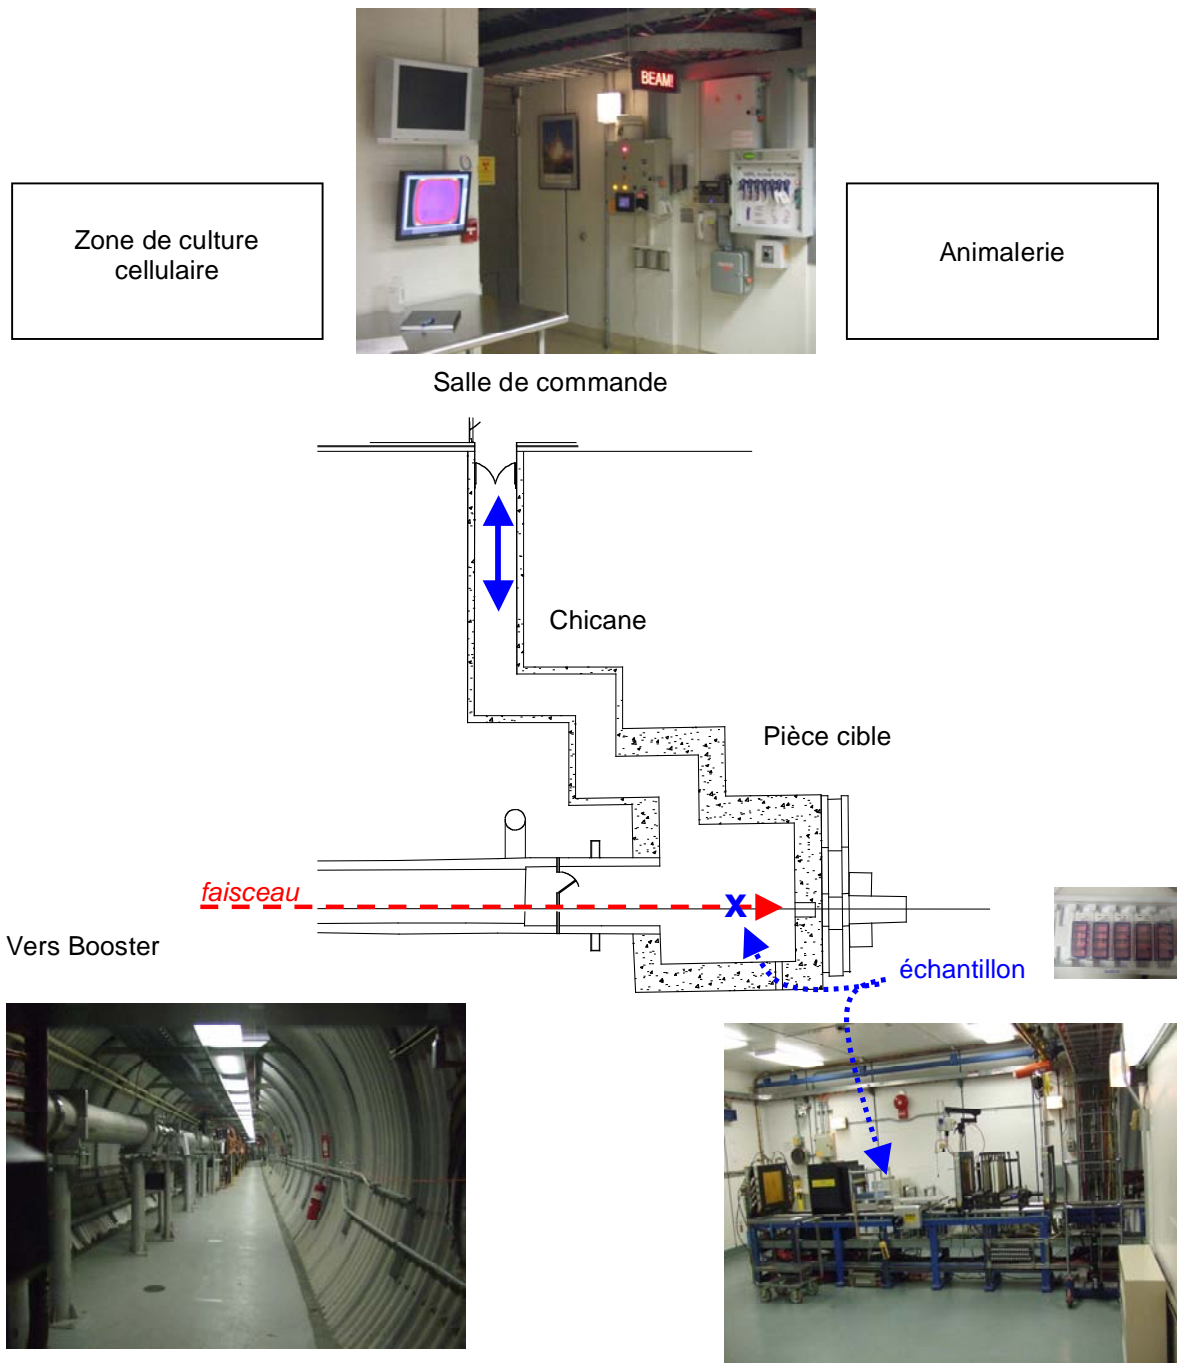 BEAM!
Zone de culture
cellulaire
Animalerie
Salle de commande
Chicane
Pièce cible
faisceau
x
Vers Booster
échantillon